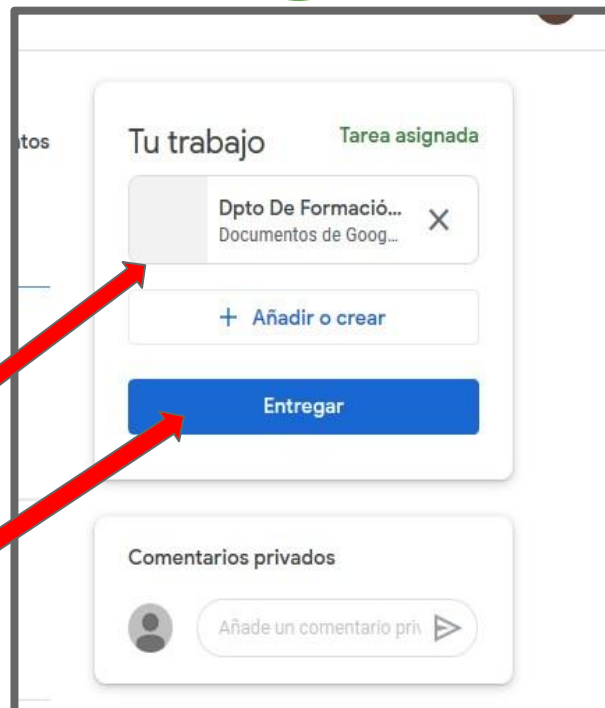 tos
Tu trabajo
Tarea asignada
Dpto De Formació...
Documentos de Goog...
+ Añadir o crear
Entregar
Comentarios privados
Añade un comentario priv